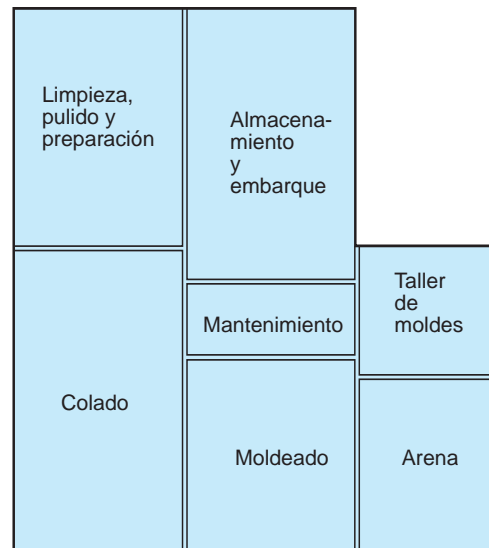 Limpieza,
pulido y
preparación
Almacena-
miento
y
embarque
Taller
de
moldes
Mantenimiento
Colado
Moldeado
Arena